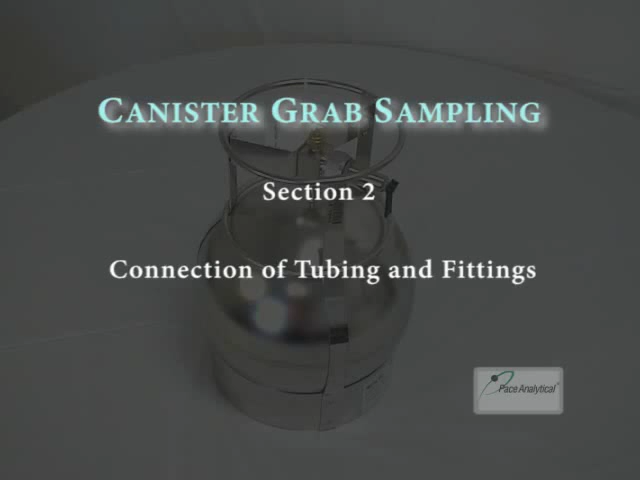 CANISTER GRAB SAMPLING
Section 2
Connection of Tubing and Fittings
Pace Analytical